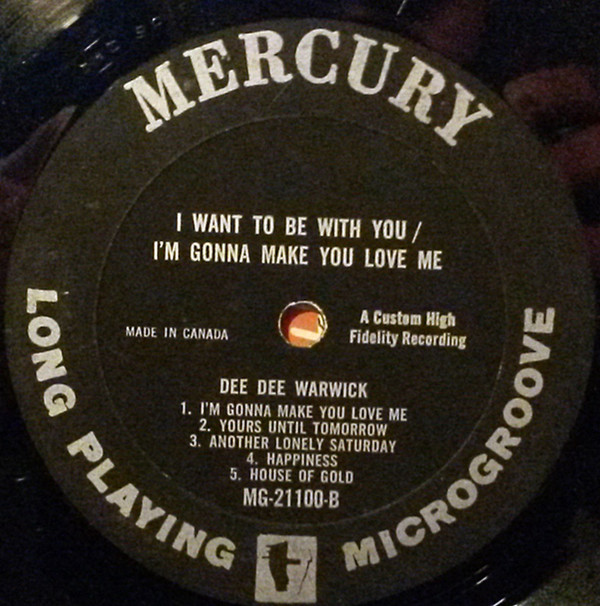 MERCURY
I WANT TO BE WITH YOU /
I'M GONNA MAKE YOU LOVE ME
MADE IN CANADA
A Custom High
Fidelity Recording
DEE DEE WARWICK
1. I'M GONNA MAKE YOU LOVE ME
2. YOURS UNTIL TOMORROW
3. ANOTHER LONELY SATURDAY
4. HAPPINESS
5. HOUSE OF GOLD
MG-21100-B
LONG PLAYING
MICROGROOVE